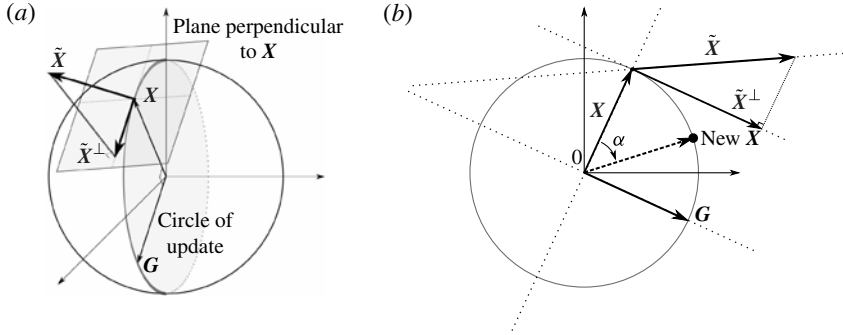 (a)
Plane perpendicular
to X
X̃
X
X̃⊥
Circle of
update
G
(b)
X̃
X
X̃⊥
α
New X
0
G